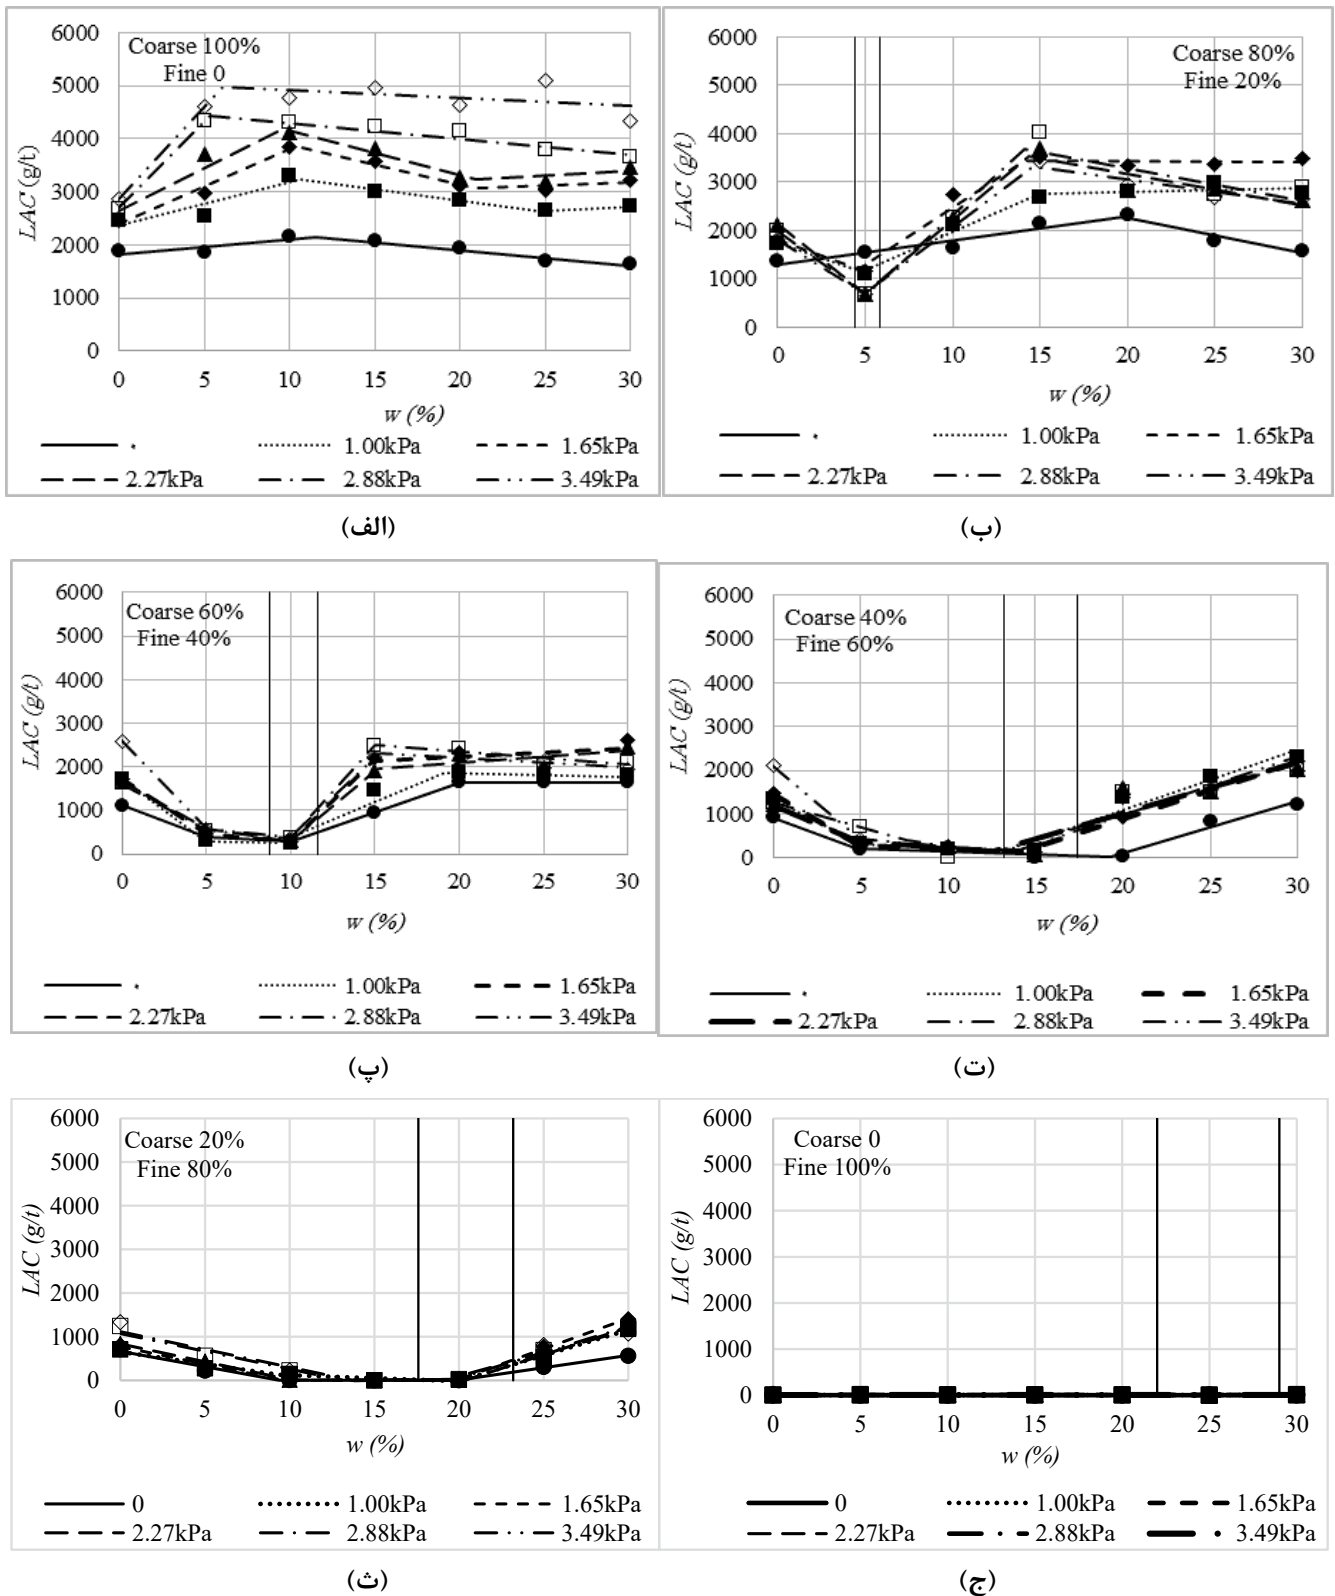 6000
5000
4000
3000
2000
1000
0
LAC (g/t)
Coarse 100%
Fine 0
0 5 10 15 20 25 30
w (%)
. 1.00kPa 1.65kPa
2.27kPa 2.88kPa 3.49kPa
(الف)
6000
5000
4000
3000
2000
1000
0
LAC (g/t)
Coarse 80%
Fine 20%
0 5 10 15 20 25 30
w (%)
. 1.00kPa 1.65kPa
2.27kPa 2.88kPa 3.49kPa
(ب)
6000
5000
4000
3000
2000
1000
0
LAC (g/t)
Coarse 60%
Fine 40%
0 5 10 15 20 25 30
w (%)
. 1.00kPa 1.65kPa
2.27kPa 2.88kPa 3.49kPa
(پ)
6000
5000
4000
3000
2000
1000
0
LAC (g/t)
Coarse 40%
Fine 60%
0 5 10 15 20 25 30
w (%)
. 1.00kPa 1.65kPa
2.27kPa 2.88kPa 3.49kPa
(ت)
6000
5000
4000
3000
2000
1000
0
LAC (g/t)
Coarse 20%
Fine 80%
0 5 10 15 20 25 30
w (%)
0 1.00kPa 1.65kPa
2.27kPa 2.88kPa 3.49kPa
(ث)
6000
5000
4000
3000
2000
1000
0
LAC (g/t)
Coarse 0
Fine 100%
0 5 10 15 20 25 30
w (%)
0 1.00kPa 1.65kPa
2.27kPa 2.88kPa 3.49kPa
(ج)